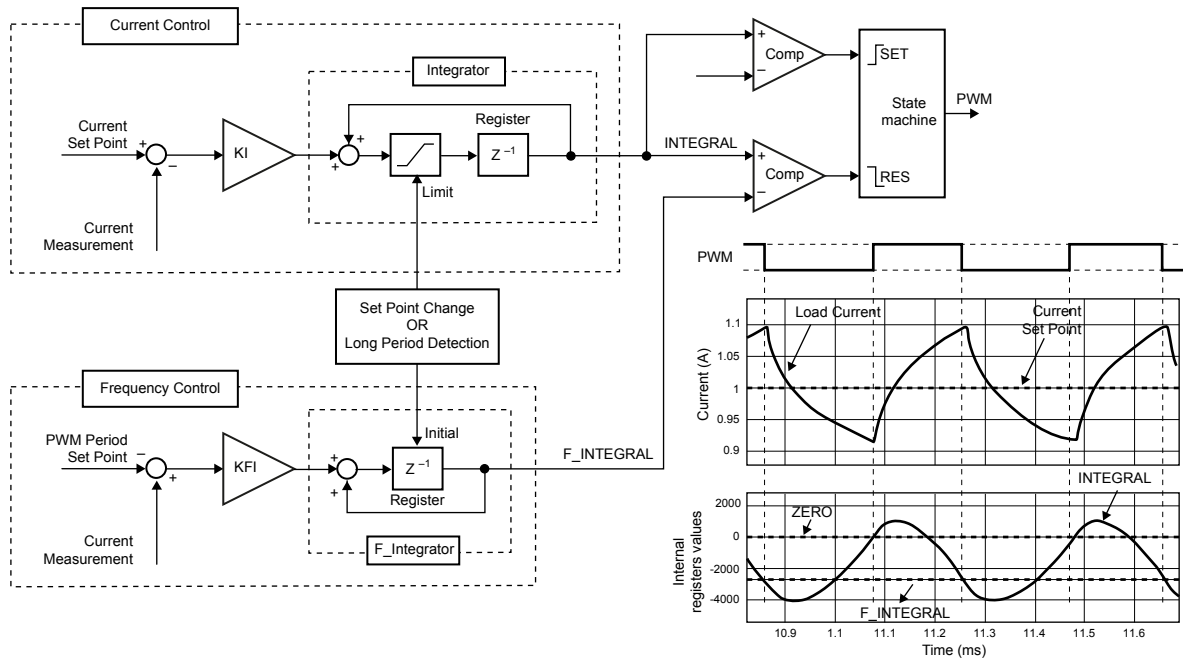 Current Control
Integrator
Current
Set Point
+
−
KI
+
+
Limit
Register
Z⁻¹
INTEGRAL
Current
Measurement
+
−
Comp
+
−
Comp
SET
State
machine
RES
PWM
Set Point Change
OR
Long Period Detection
Frequency Control
PWM Period
Set Point
−
+
KFI
+
+
Initial
Z⁻¹
Register
F_INTEGRAL
F_Integrator
Current
Measurement
PWM
Load Current
Current
Set Point
Current (A)
1.1
1.05
1
0.95
0.9
INTEGRAL
ZERO
F_INTEGRAL
Internal
registers values
2000
0
-2000
-4000
10.9 1.1 11.1 11.2 11.3 11.4 11.5 11.6
Time (ms)